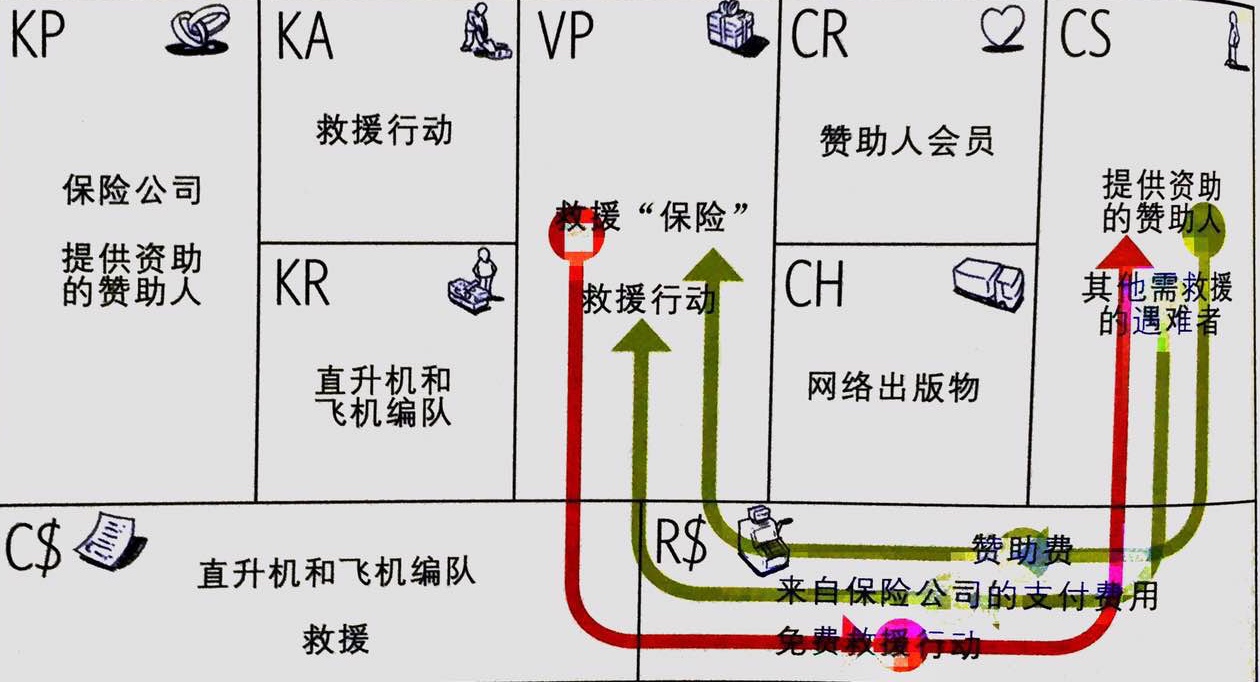 KP
保险公司
提供资助
的赞助人
KA
救援行动
KR
直升机和
飞机编队
VP
救援“保险”
救援行动
CR
赞助人会员
CH
网络出版物
CS
提供资助
的赞助人
其他需救援
的遇难者
C$
直升机和飞机编队
救援
R$
赞助费
来自保险公司的支付费用
免费救援行动